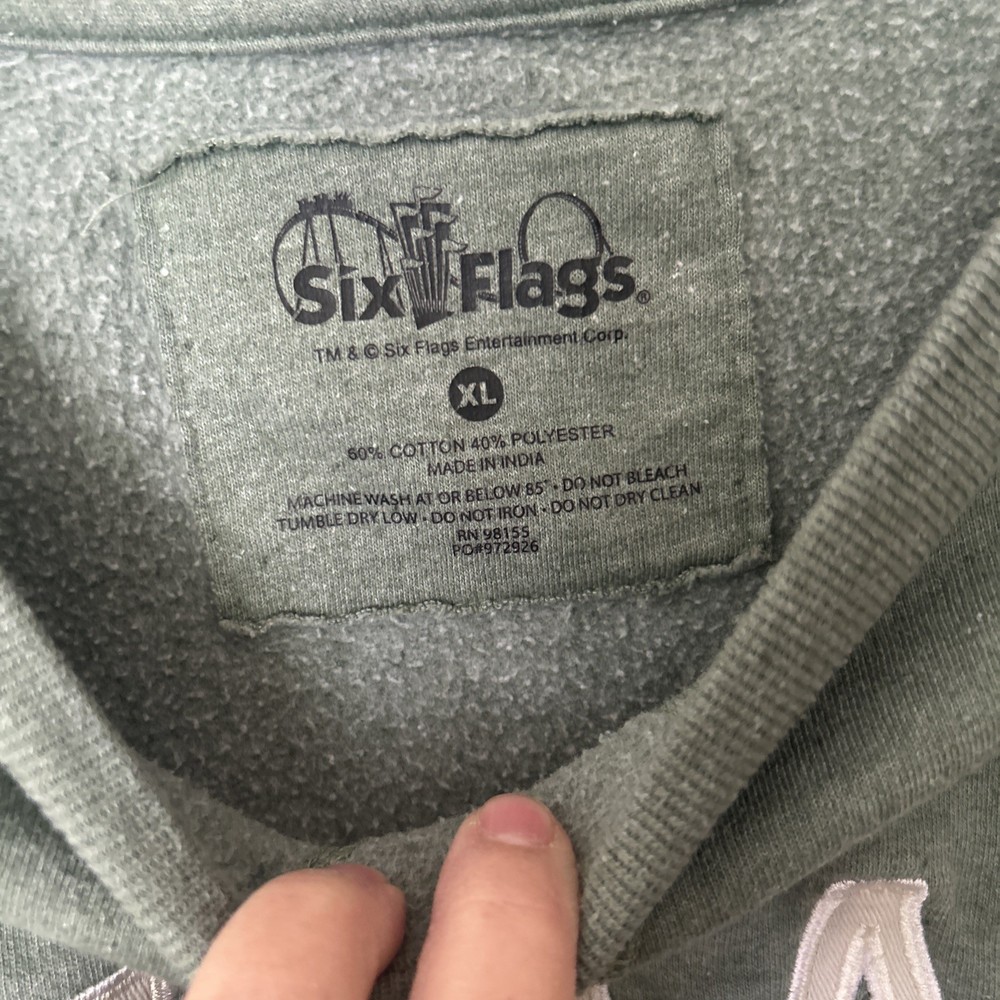 Six Flags®
TM & © Six Flags Entertainment Corp.
XL
60% COTTON 40% POLYESTER
MADE IN INDIA
MACHINE WASH AT OR BELOW 85° • DO NOT BLEACH
TUMBLE DRY LOW • DO NOT IRON • DO NOT DRY CLEAN
RN 98155
PO#972926